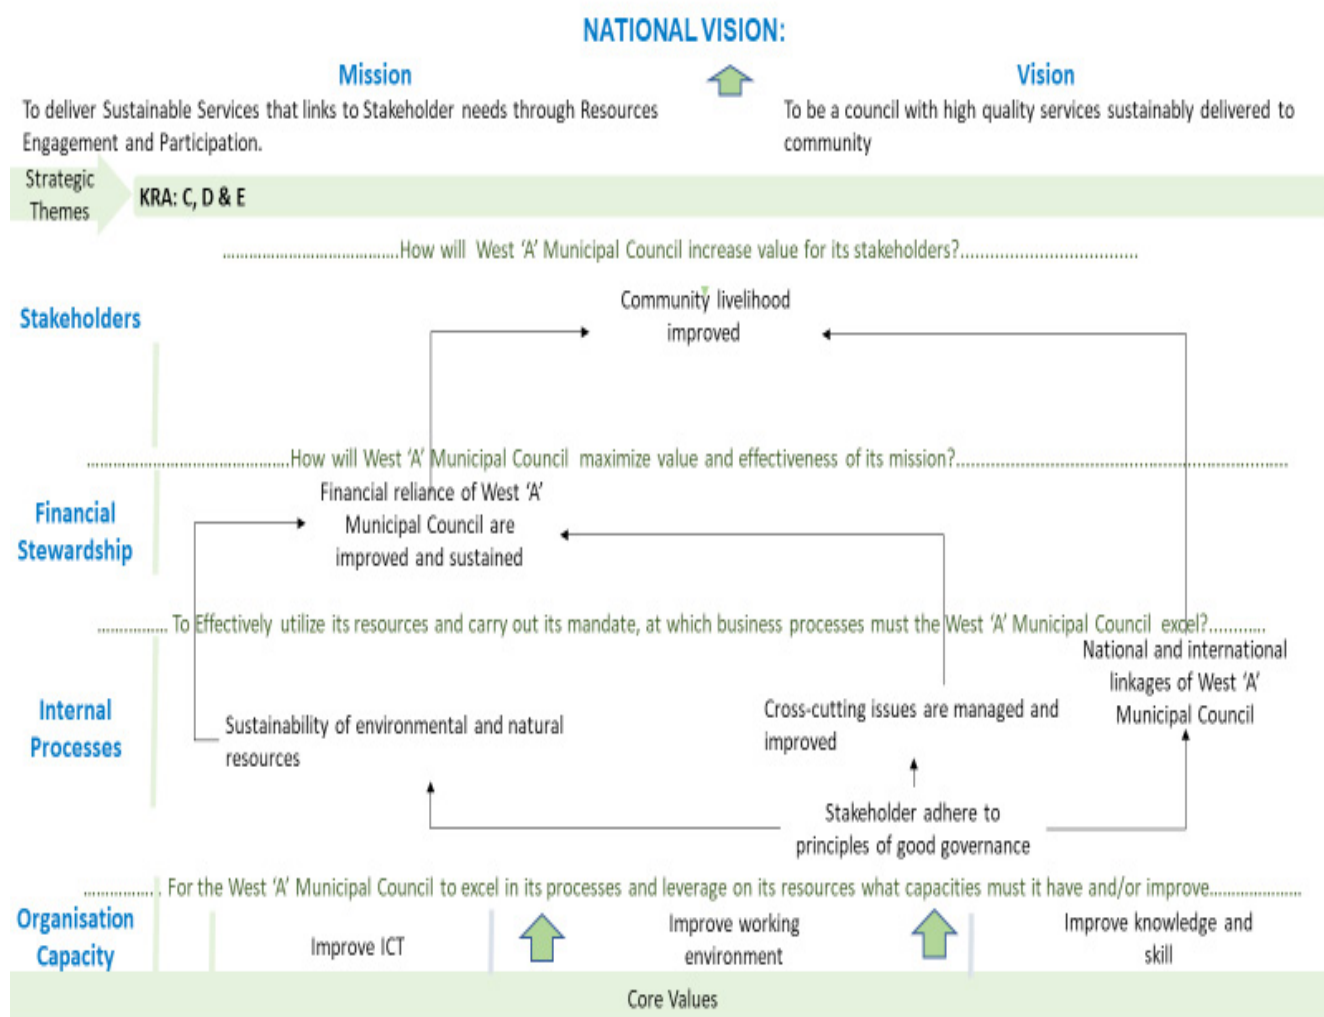 NATIONAL VISION:
Mission
To deliver Sustainable Services that links to Stakeholder needs through Resources
Engagement and Participation.
Vision
To be a council with high quality services sustainably delivered to
community
Strategic
Themes
KRA: C, D & E
........................................How will West ‘A’ Municipal Council increase value for its stakeholders?..................................
Stakeholders
Community livelihood
improved
..............................................How will West ‘A’ Municipal Council maximize value and effectiveness of its mission?..................................................................
Financial
Stewardship
Financial reliance of West ‘A’
Municipal Council are
improved and sustained
................ To Effectively utilize its resources and carry out its mandate, at which business processes must the West ‘A’ Municipal Council excel?............
Internal
Processes
Sustainability of environmental and natural
resources
Cross-cutting issues are managed and
improved
National and international
linkages of West ‘A’
Municipal Council
Stakeholder adhere to
principles of good governance
................. For the West ‘A’ Municipal Council to excel in its processes and leverage on its resources what capacities must it have and/or improve.....................
Organisation
Capacity
Improve ICT
Improve working
environment
Improve knowledge and
skill
Core Values